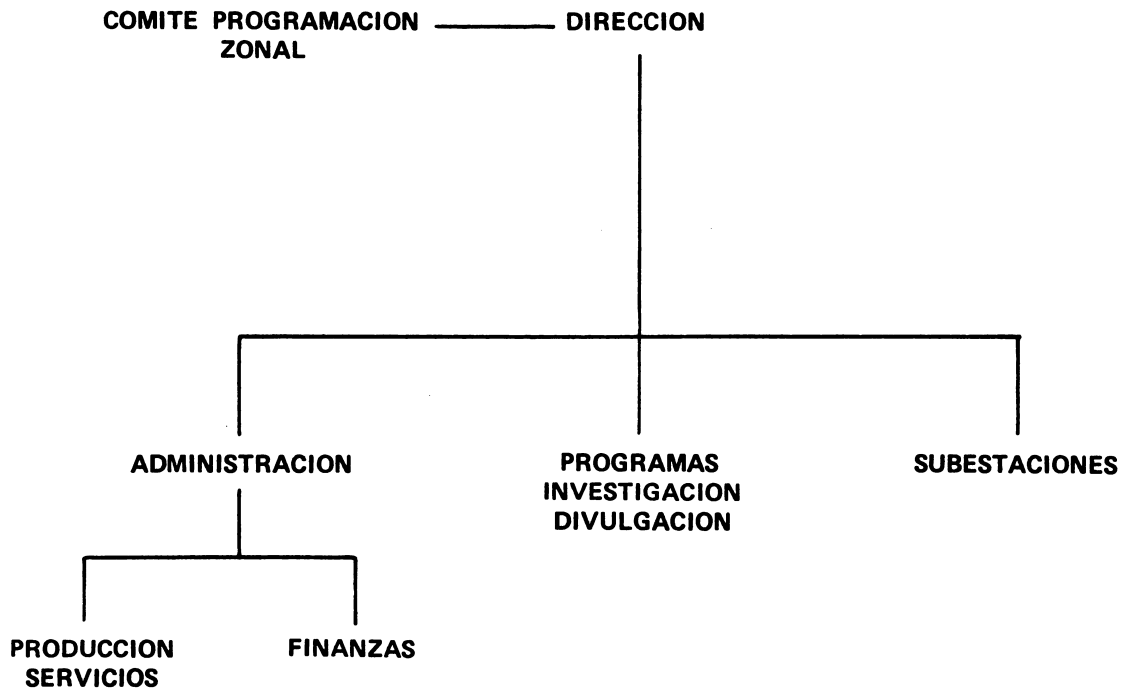 COMITE PROGRAMACION
ZONAL
DIRECCION
ADMINISTRACION
PROGRAMAS
INVESTIGACION
DIVULGACION
SUBESTACIONES
PRODUCCION
SERVICIOS
FINANZAS